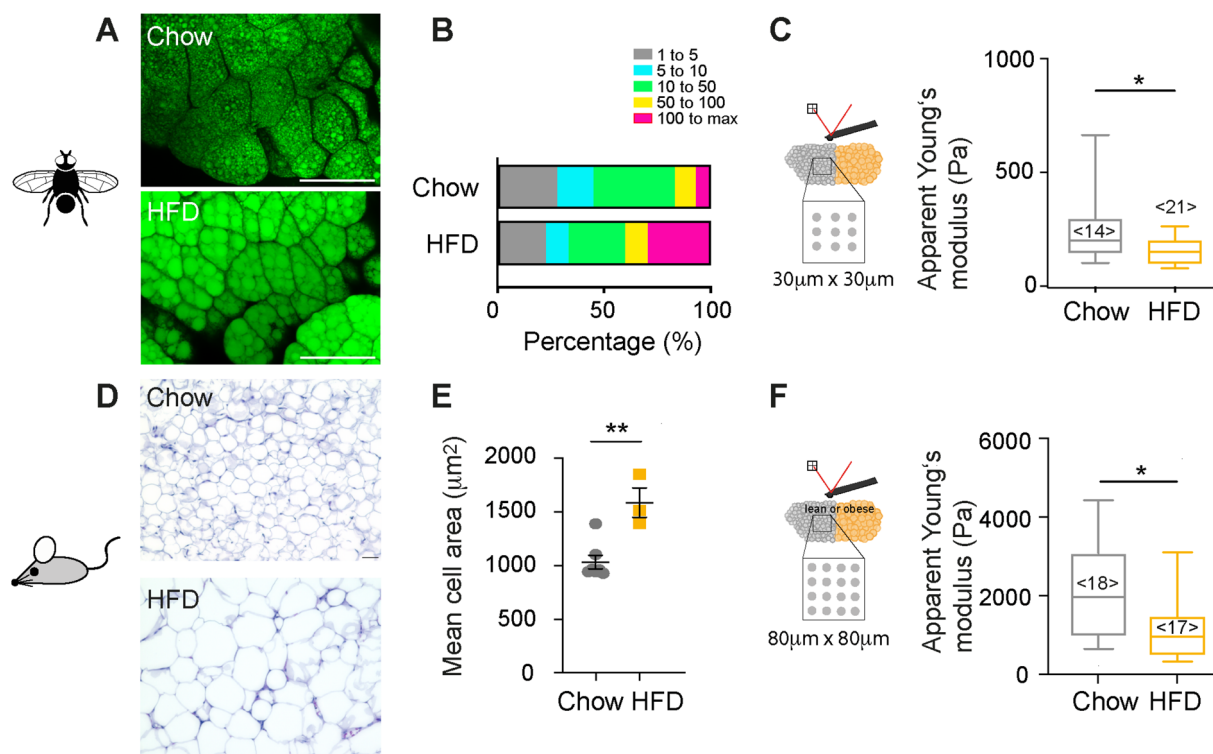 A
Chow
HFD
B
1 to 5
5 to 10
10 to 50
50 to 100
100 to max
Chow
HFD
0
50
100
Percentage (%)
C
30µm x 30µm
Apparent Young‘s
modulus (Pa)
1000
500
0
*
<14>
<21>
Chow
HFD
D
Chow
HFD
E
Mean cell area (µm²)
2000
1500
1000
500
0
**
Chow HFD
F
lean or obese
80µm x 80µm
Apparent Young‘s
modulus (Pa)
6000
4000
2000
0
*
<18>
<17>
Chow
HFD